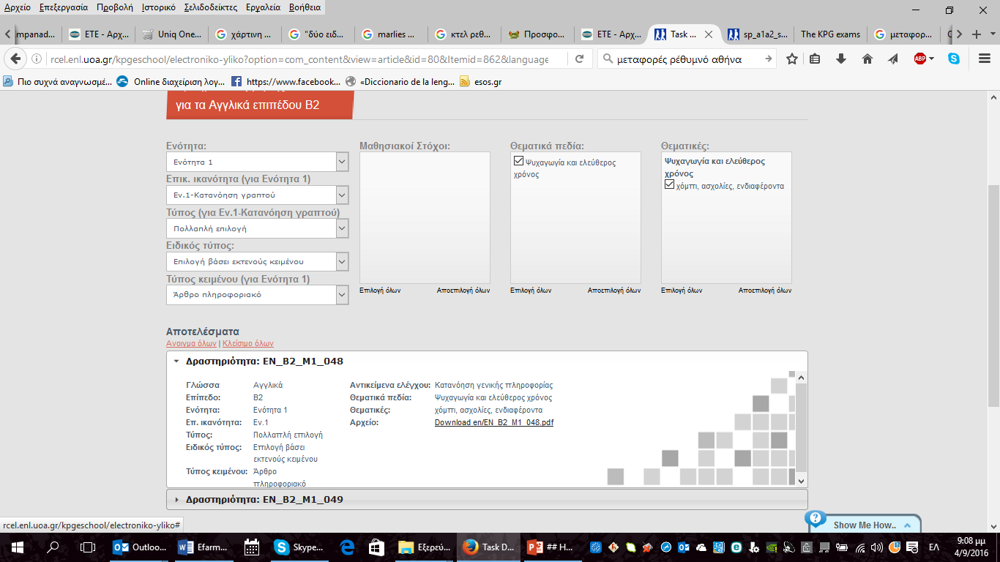 Αρχείο Επεξεργασία Προβολή Ιστορικό Σελιδοδείκτες Εργαλεία Βοήθεια
mpanad... ETE - Αρχ... Uniq One... χάρτινη ... "δύο ειδ... marlies ... κτελ ρεθ... Προσφο... ETE - Αρχ... Task ... sp_a1a2_s... The KPG exams μεταφορ...
rcel.enl.uoa.gr/kpgeschool/electroniko-yliko?option=com_content&view=article&id=80&Itemid=862&language μεταφορές ρέθυμνό αθήνα ABP
Πιο συχνά αναγνωσμέ... Online διαχείριση λογ... https://www.facebook... «Diccionario de la leng... esos.gr
για τα Αγγλικά επιπέδου Β2
Ενότητα:
Ενότητα 1
Επικ. ικανότητα (για Ενότητα 1)
Εν.1-Κατανόηση γραπτού
Τύπος (για Εν.1-Κατανόηση γραπτού)
Πολλαπλή επιλογή
Ειδικός τύπος:
Επιλογή βάσει εκτενούς κειμένου
Τύπος κειμένου (για Ενότητα 1)
Άρθρο πληροφοριακό
Μαθησιακοί Στόχοι:
Επιλογή όλων Αποεπιλογή όλων
Θεματικά πεδία:
Ψυχαγωγία και ελεύθερος
χρόνος
Επιλογή όλων Αποεπιλογή όλων
Θεματικές:
Ψυχαγωγία και ελεύθερος
χρόνος
χόμπι, ασχολίες, ενδιαφέροντα
Επιλογή όλων Αποεπιλογή όλων
Αποτελέσματα
Ανοιγμα όλων | Κλείσιμο όλων
Δραστηριότητα: EN_B2_M1_048
Γλώσσα Αγγλικά
Επίπεδο: B2
Ενότητα: Ενότητα 1
Επ. ικανότητα: Εν.1
Τύπος: Πολλαπλή επιλογή
Ειδικός τύπος: Επιλογή βάσει
εκτενούς κειμένου
Τύπος κειμένου: Άρθρο
πληροφοριακό
Αντικείμενα ελέγχου: Κατανόηση γενικής πληροφορίας
Θεματικά πεδία: Ψυχαγωγία και ελεύθερος χρόνος
Θεματικές: χόμπι, ασχολίες, ενδιαφέροντα
Αρχείο: Download en/EN_B2_M1_048.pdf
Δραστηριότητα: EN_B2_M1_049
rcel.enl.uoa.gr/kpgeschool/electroniko-yliko#
Show Me How..
Outloo... Efarm... Skype... Εξερεύ... Task D... ## H... ΕΛ 9:08 μμ
4/9/2016